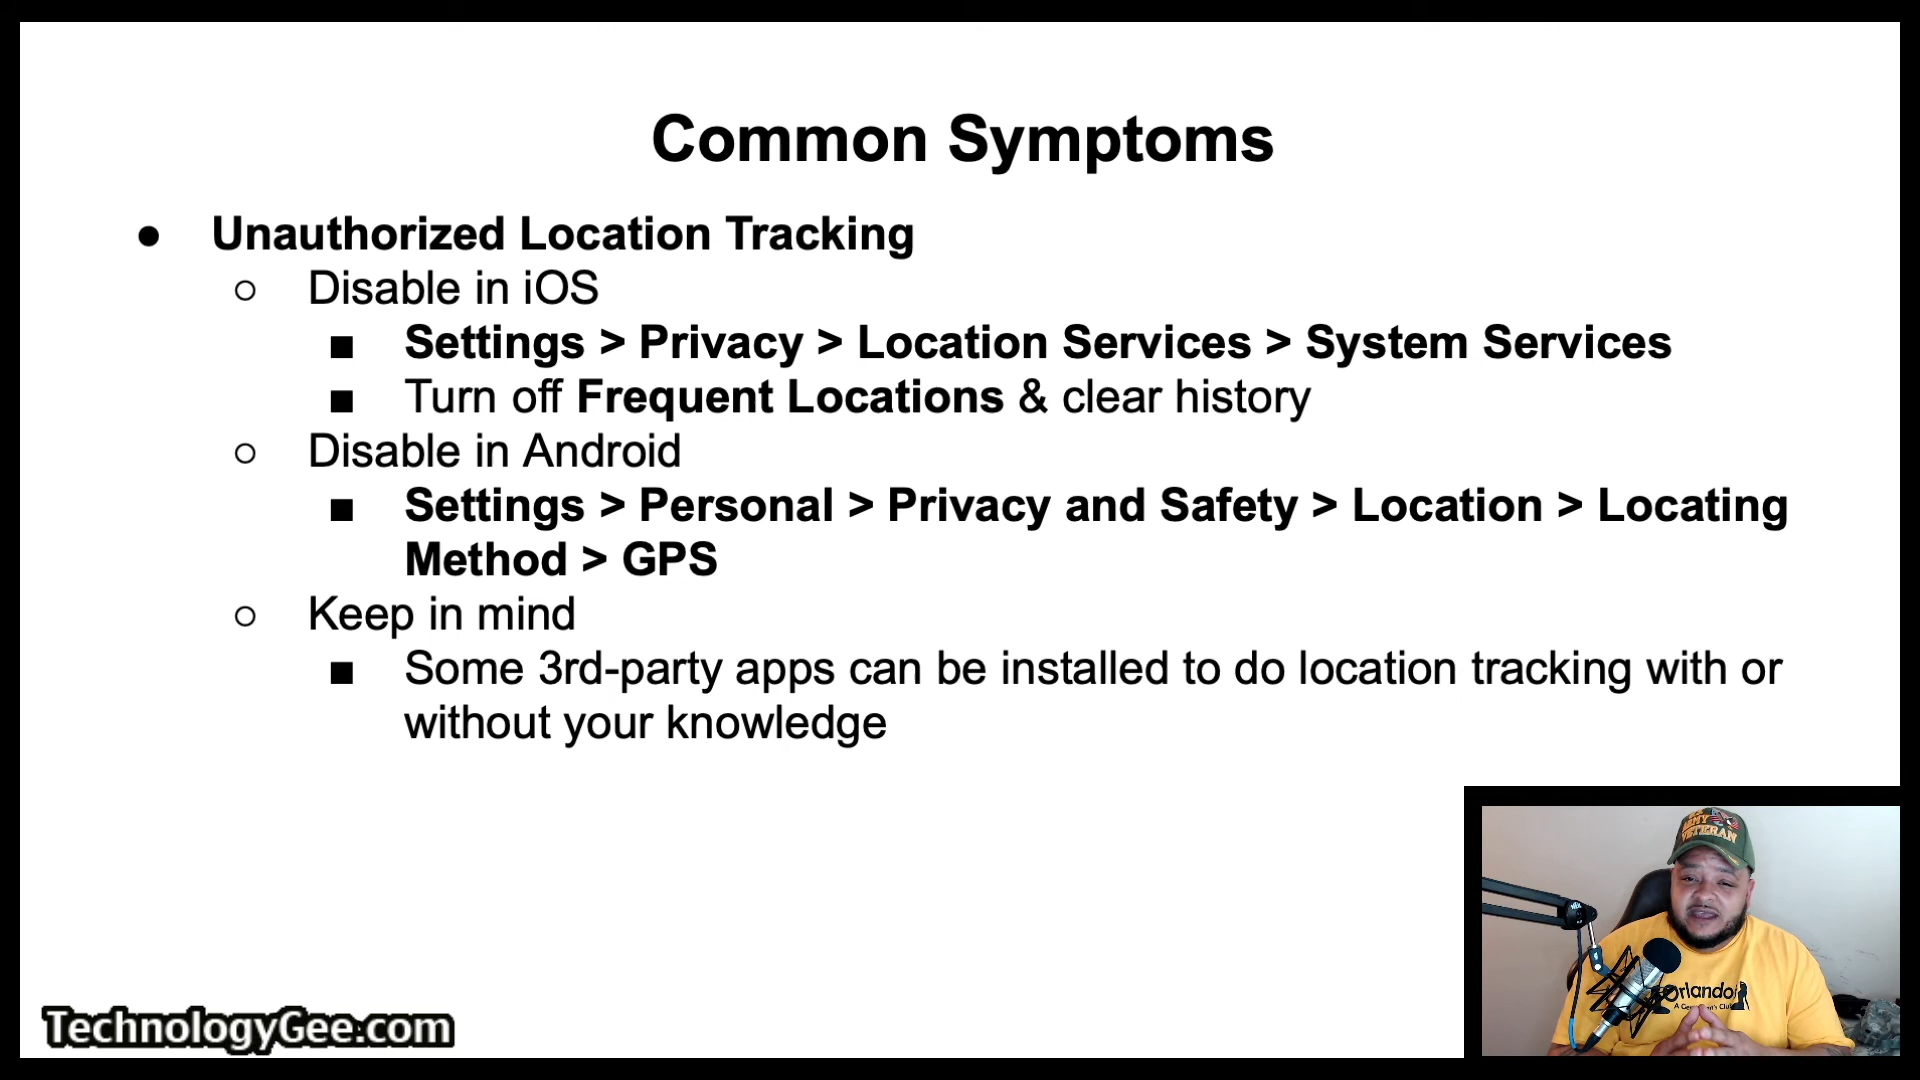 Common Symptoms
● Unauthorized Location Tracking
○ Disable in iOS
■ Settings > Privacy > Location Services > System Services
■ Turn off Frequent Locations & clear history
○ Disable in Android
■ Settings > Personal > Privacy and Safety > Location > Locating
Method > GPS
○ Keep in mind
■ Some 3rd-party apps can be installed to do location tracking with or
without your knowledge
ARMY
VETERAN
Orlando
TechnologyGee.com